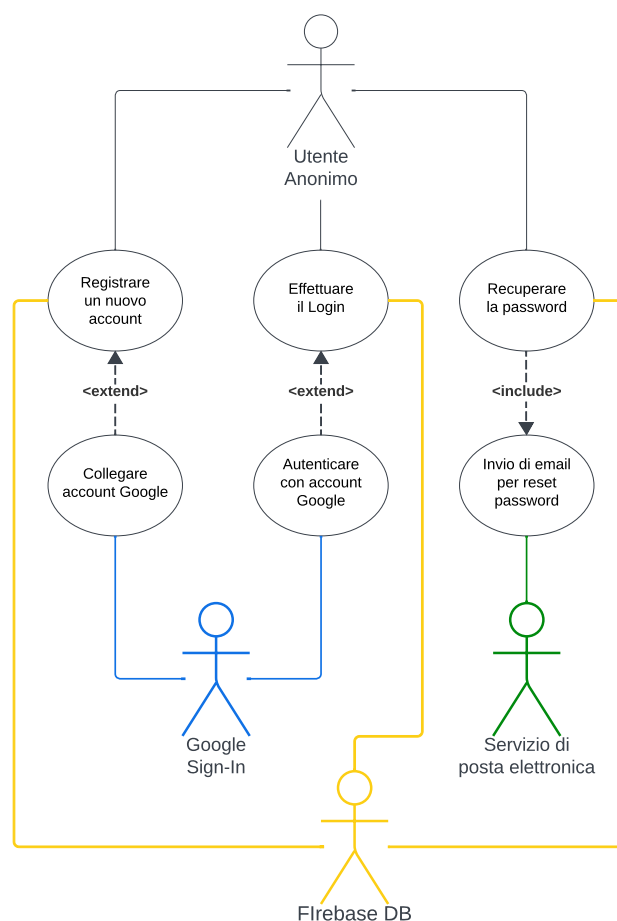 Utente
Anonimo
Registrare
un nuovo
account
Effettuare
il Login
Recuperare
la password
<extend>
<extend>
<include>
Collegare
account Google
Autenticare
con account
Google
Invio di email
per reset
password
Google
Sign-In
Servizio di
posta elettronica
FIrebase DB